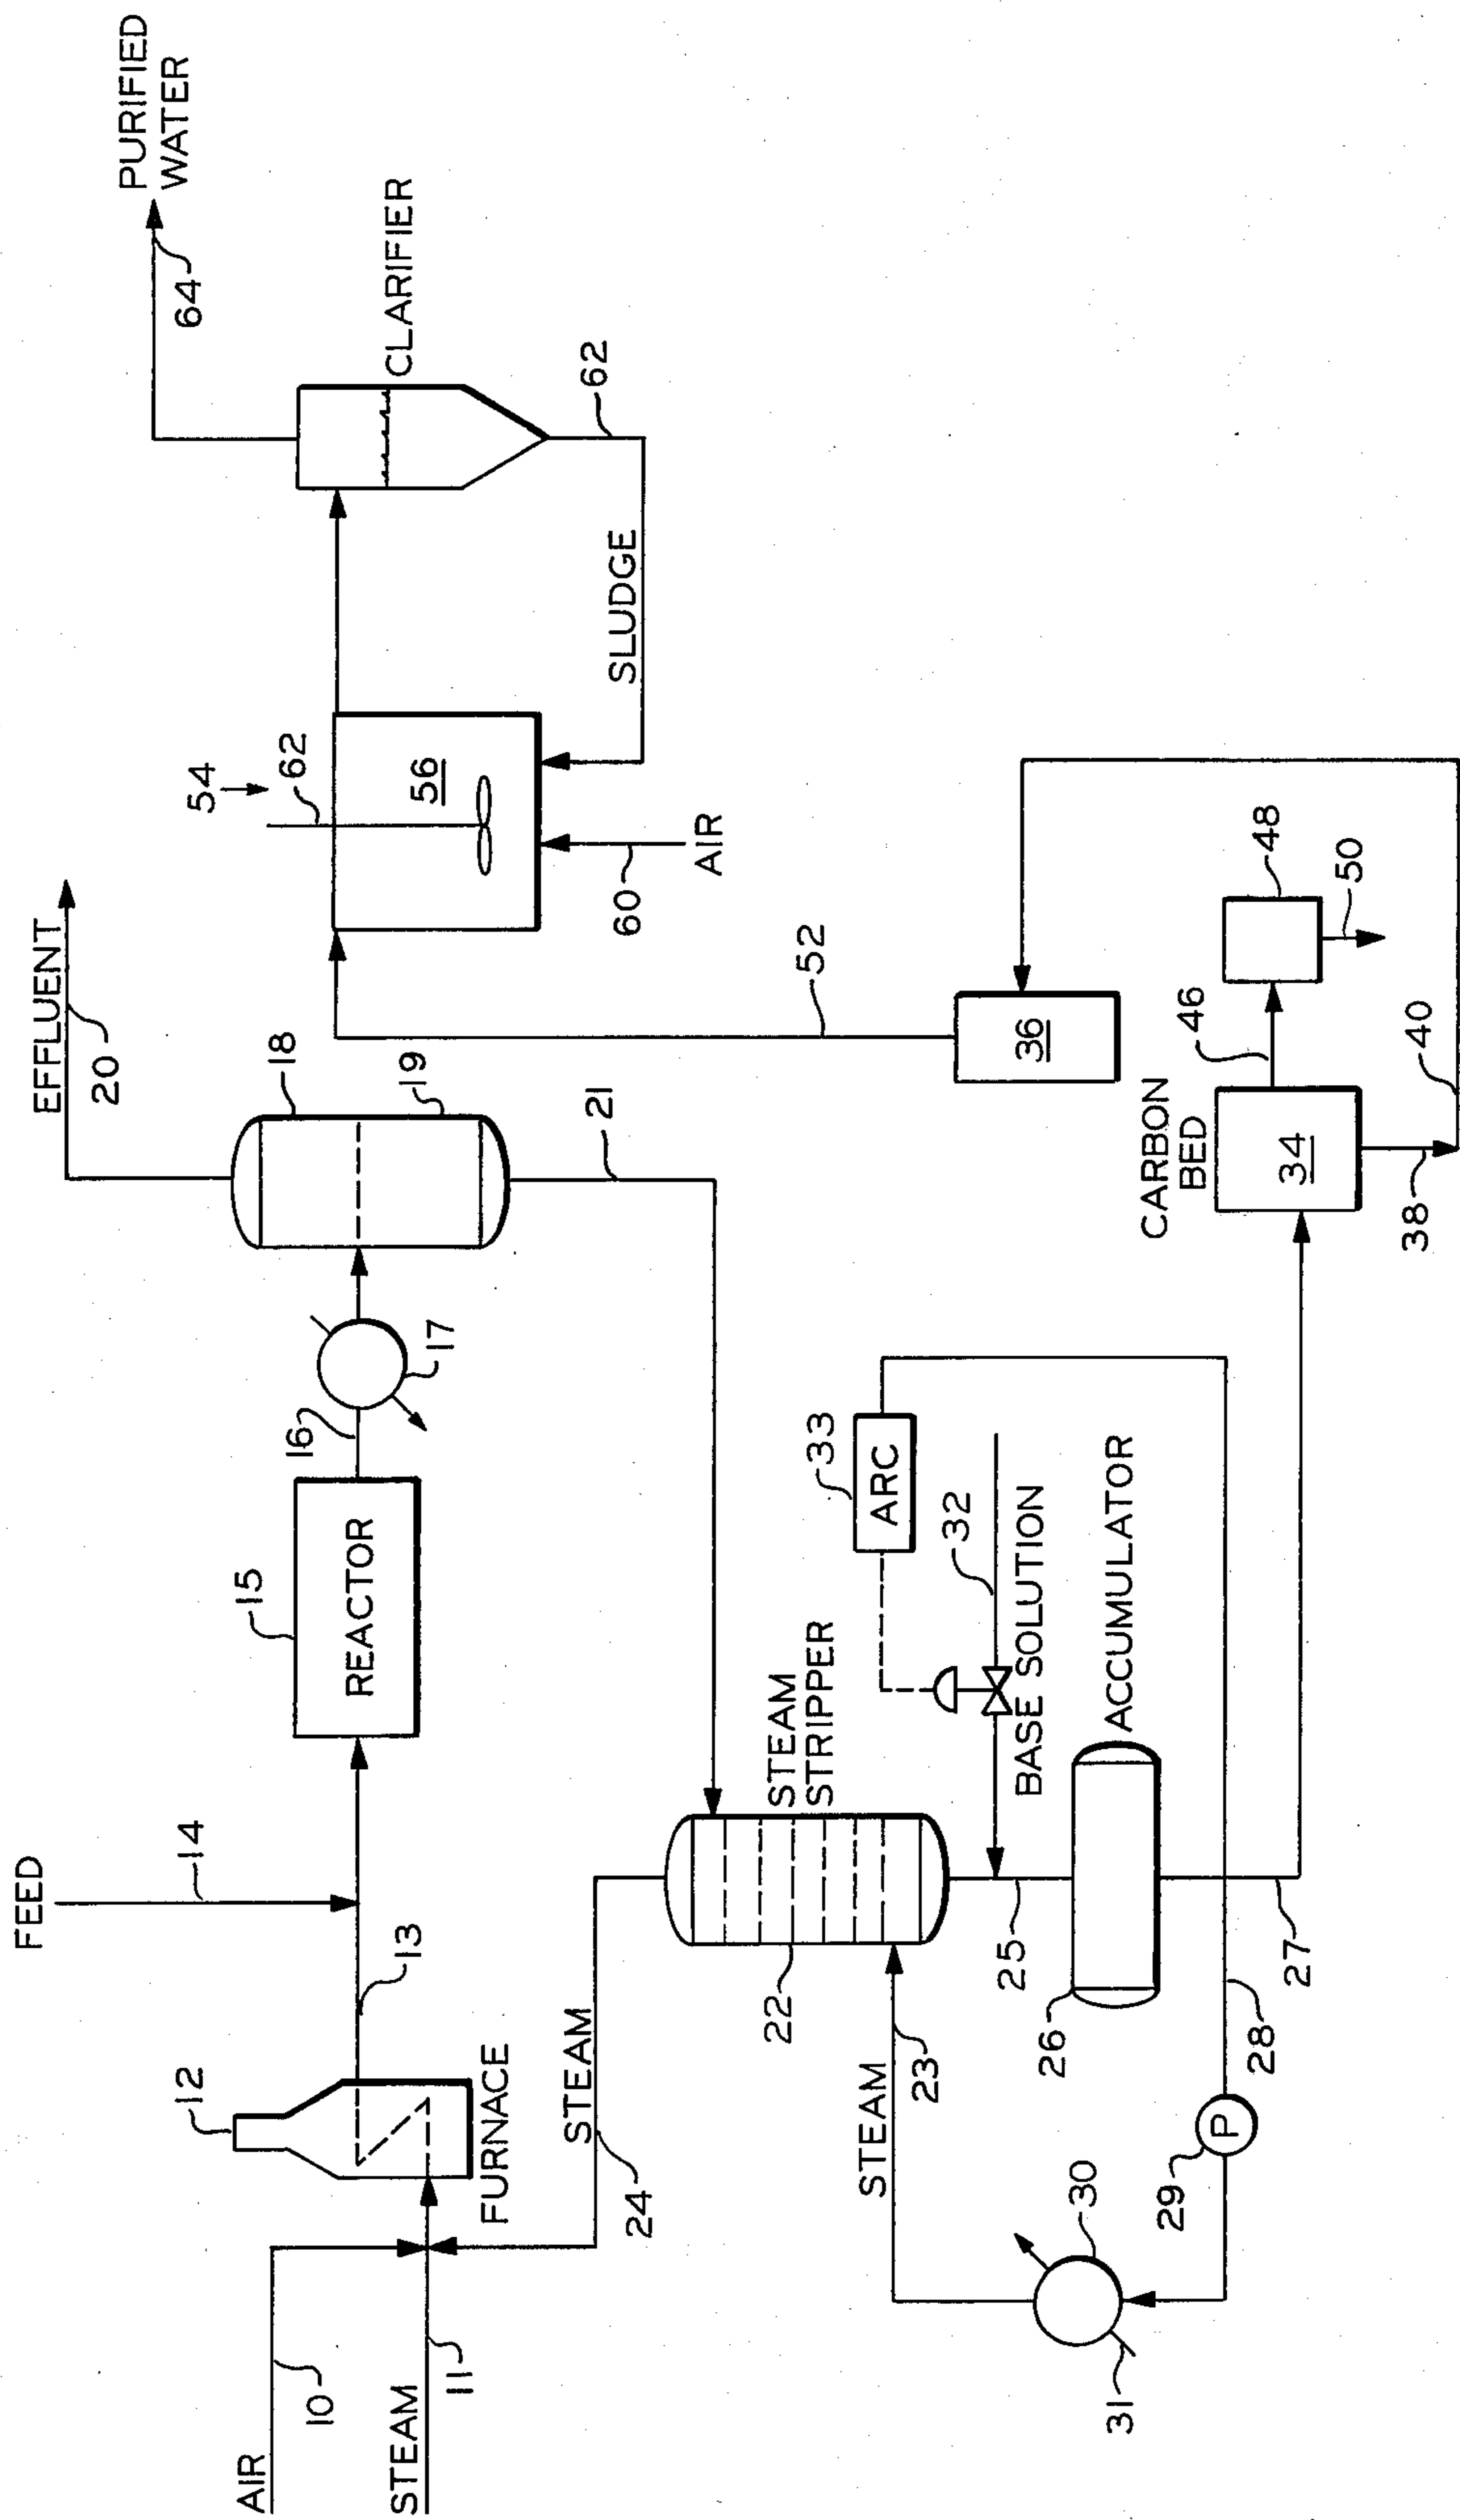 AIR
10
STEAM
11
12
FURNACE
13
FEED
14
15
REACTOR
16
17
18
19
EFFLUENT
20
21
STEAM
24
22
STEAM
STRIPPER
STEAM
23
25
26
ACCUMULATOR
27
28
P
29
30
31
32
BASE SOLUTION
33
ARC
CARBON
BED
34
38
40
46
48
50
36
52
54
62
56
60
AIR
SLUDGE
62
CLARIFIER
64
PURIFIED
WATER